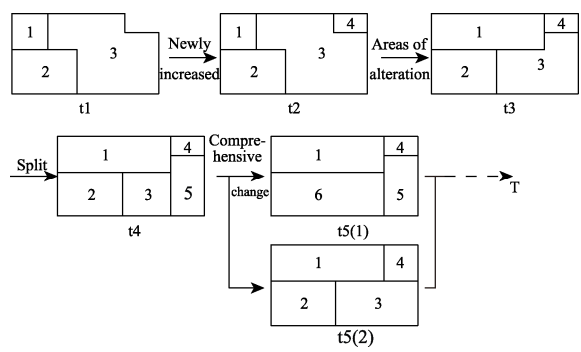 1
2
3
t1
Newly
increased
1
2
3
4
t2
Areas of
alteration
1
2
3
4
t3
Split
1
2
3
4
5
t4
Compre-
hensive
change
1
4
6
5
t5(1)
1
4
2
3
t5(2)
T